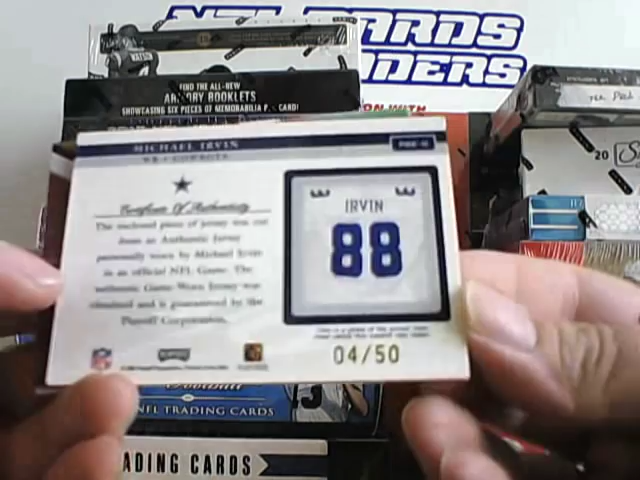 NFL CARDS
FIND THE ALL-NEW
ARMORY BOOKLETS
SHOWCASING SIX PIECES OF MEMORABILIA CARD!
WITH
20
MICHAEL IRVIN
WR • COWBOYS
Certificate Of Authenticity
The enclosed piece of jersey was cut
from an Authentic Jersey
personally worn by Michael Irvin
in an official NFL Game. The
authentic Game-Worn Jersey was
obtained and is guaranteed by the
Playoff Corporation.
IRVIN
88
04/50
Football
NFL TRADING CARDS
ADING CARDS